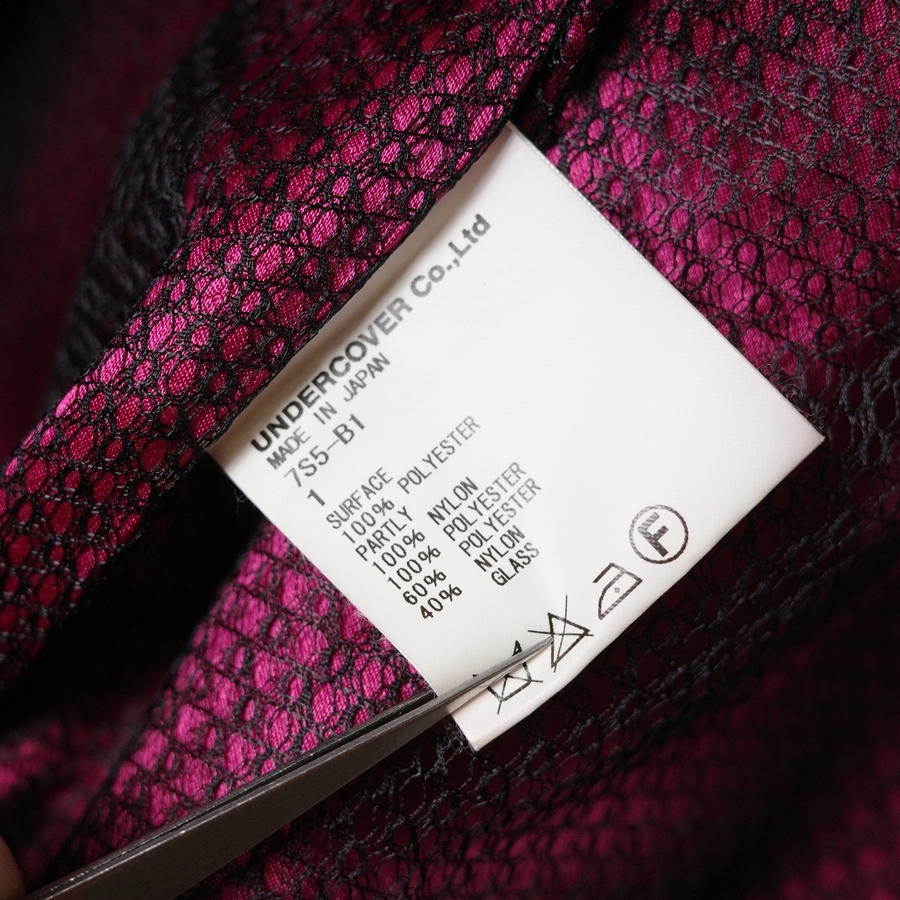 UNDERCOVER Co.,Ltd
MADE IN JAPAN
7S5-B1
1
SURFACE
100% POLYESTER
PARTLY
100% NYLON
100% POLYESTER
60% POLYESTER
40% NYLON
GLASS
F